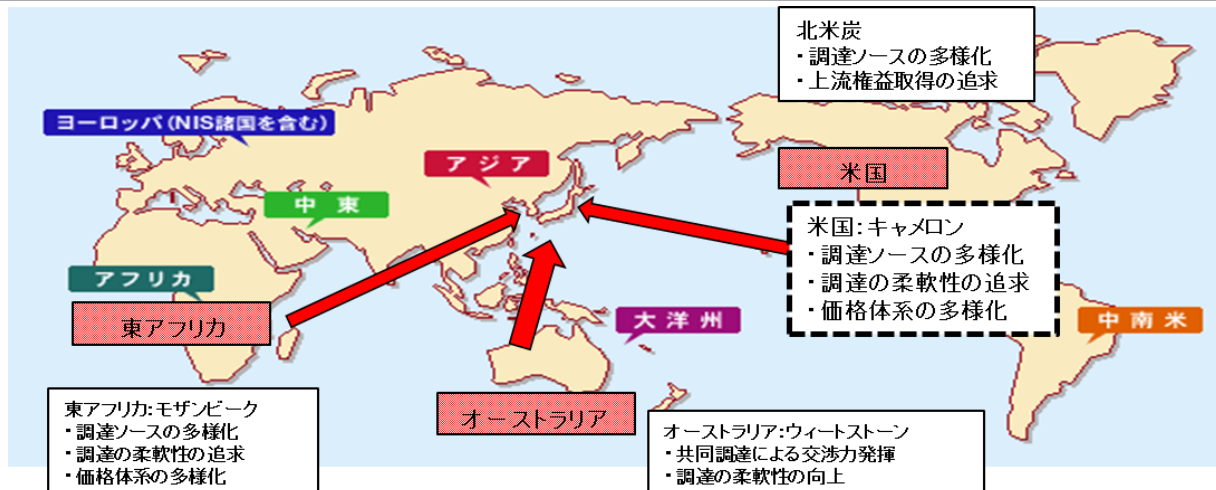 北米炭
・調達ソースの多様化
・上流権益取得の追求
ヨーロッパ(NIS諸国を含む)
アジア
米国
中東
米国:キャメロン
・調達ソースの多様化
・調達の柔軟性の追求
・価格体系の多様化
アフリカ
東アフリカ
大洋州
中南米
東アフリカ:モザンビーク
・調達ソースの多様化
・調達の柔軟性の追求
・価格体系の多様化
オーストラリア
オーストラリア:ウィートストーン
・共同調達による交渉力発揮
・調達の柔軟性の向上